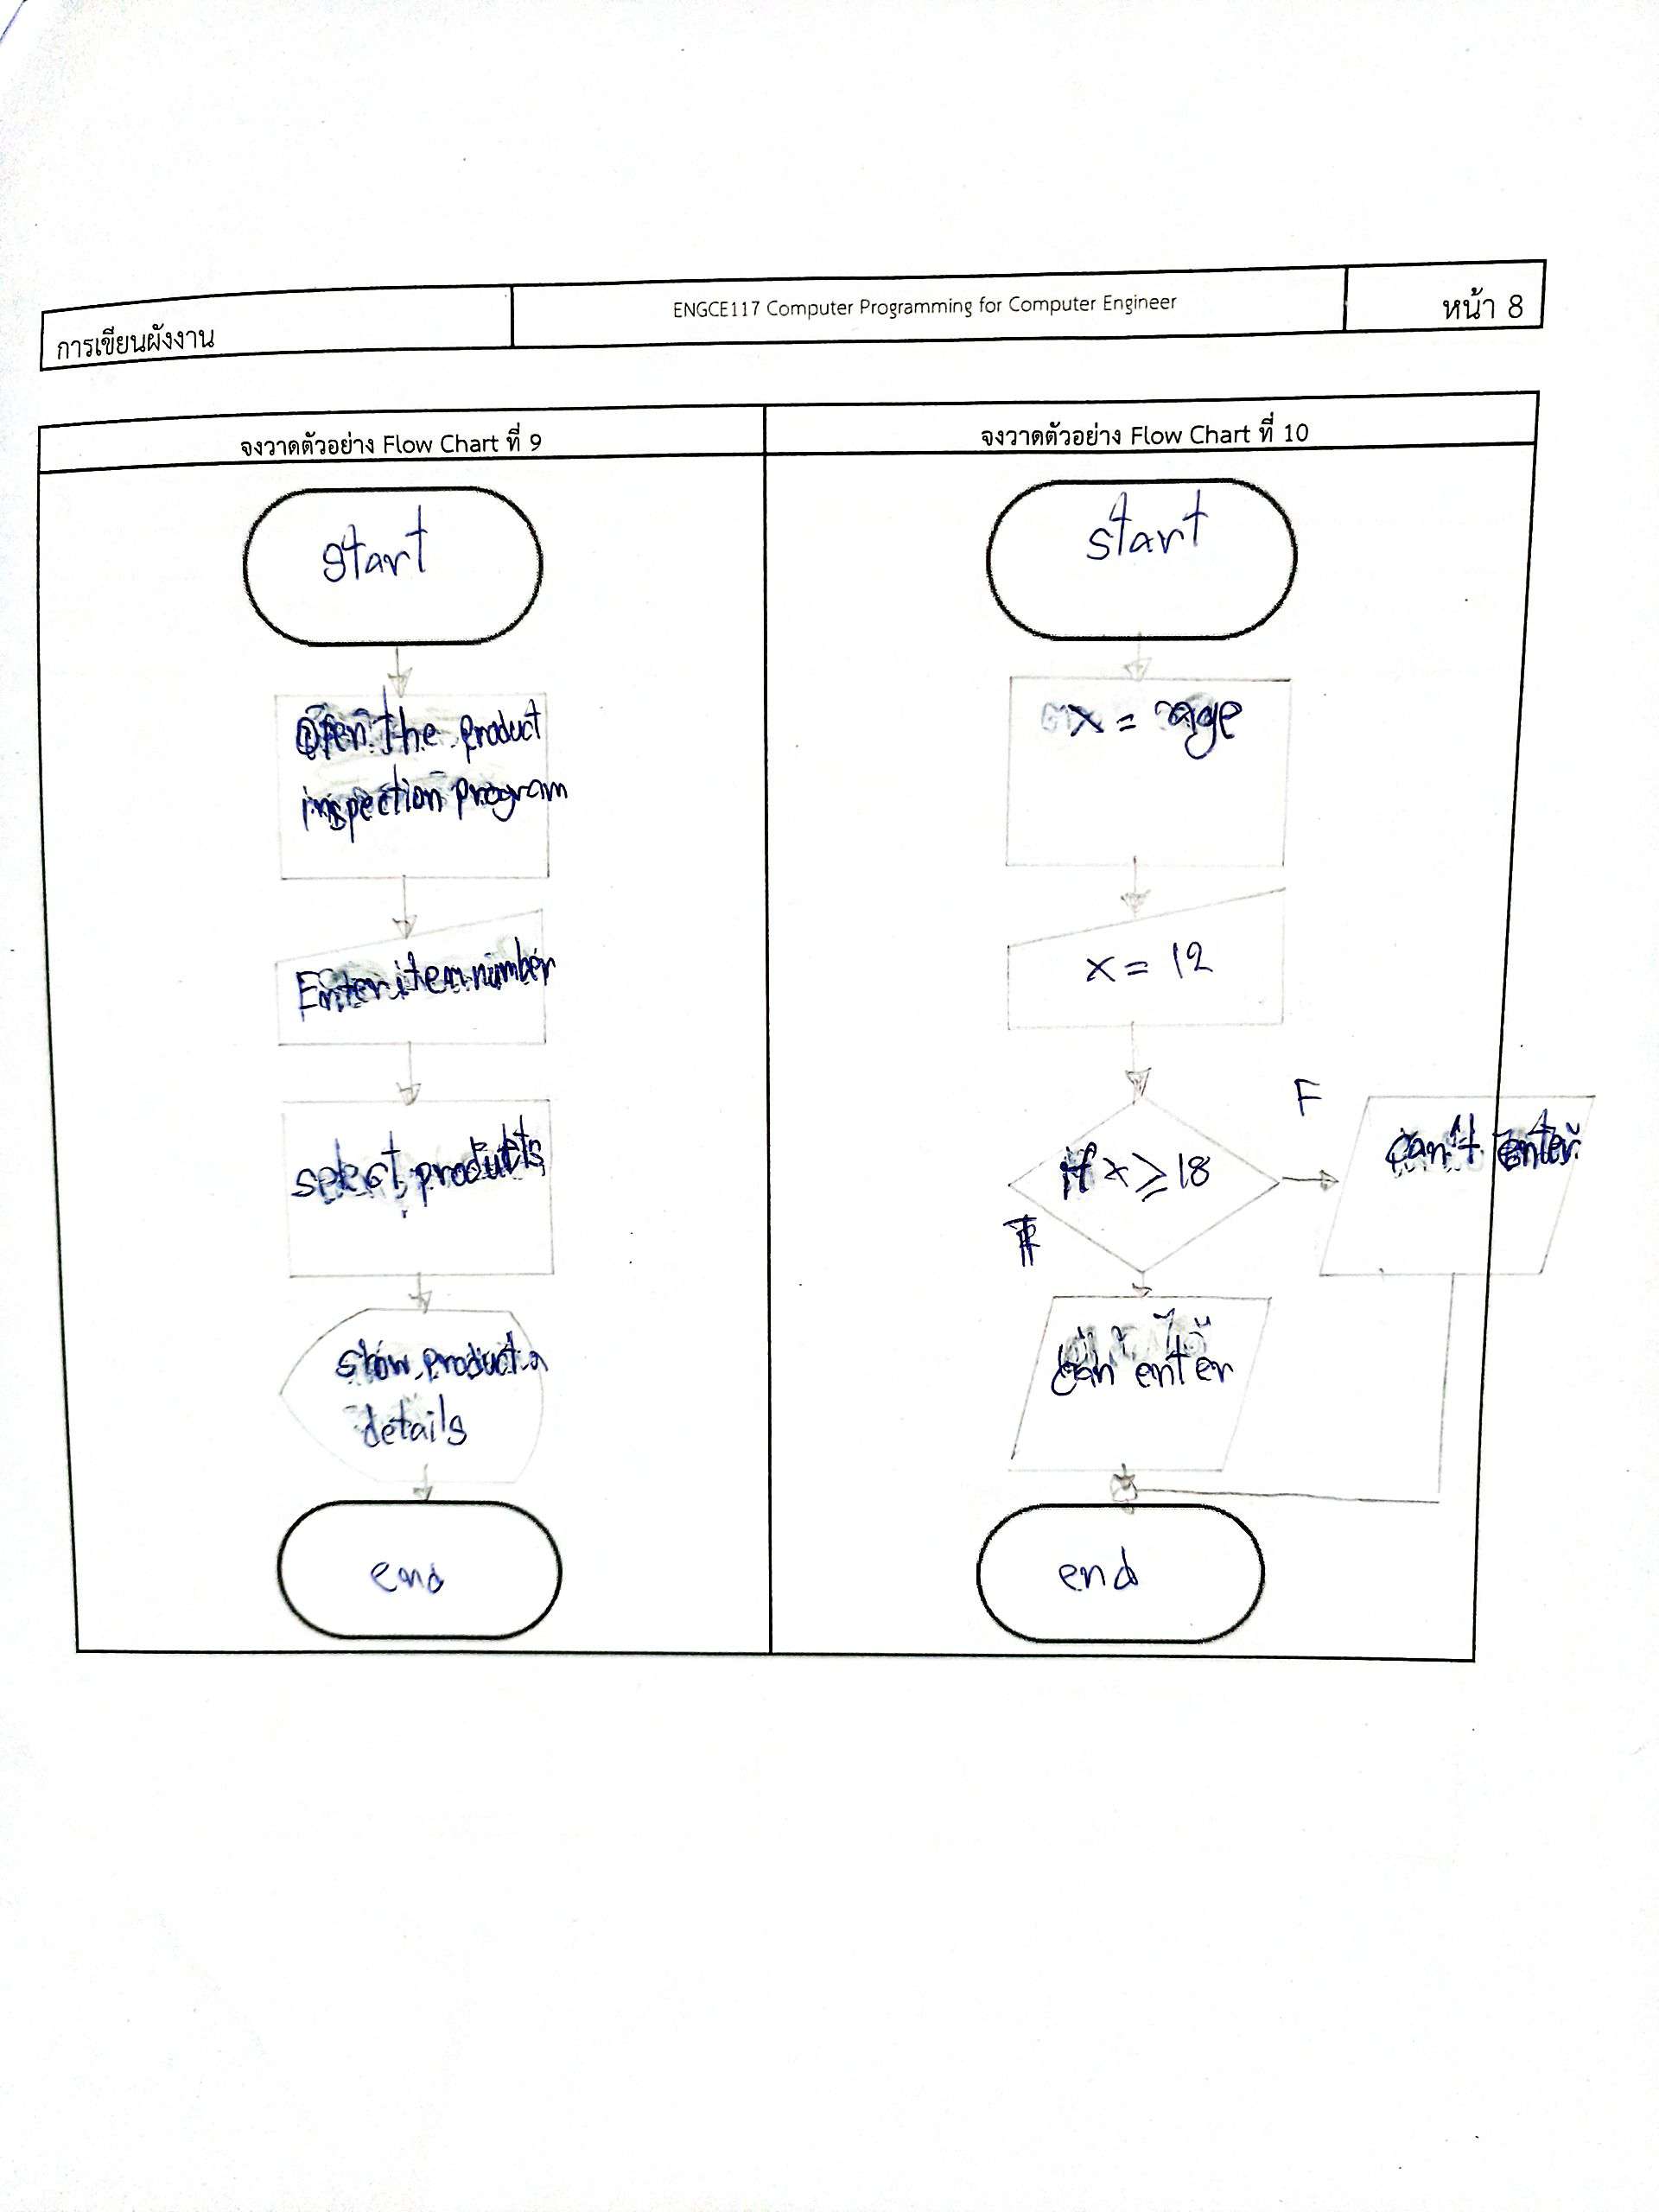 การเขียนผังงาน
ENGCE117 Computer Programming for Computer Engineer
หน้า 8
จงวาดตัวอย่าง Flow Chart ที่ 9
start
Open the product
inspection program
Enter item number
select products
show product
details
end
จงวาดตัวอย่าง Flow Chart ที่ 10
start
x = age
x = 12
if x ≥ 18
F
can't enter
T
can enter
end